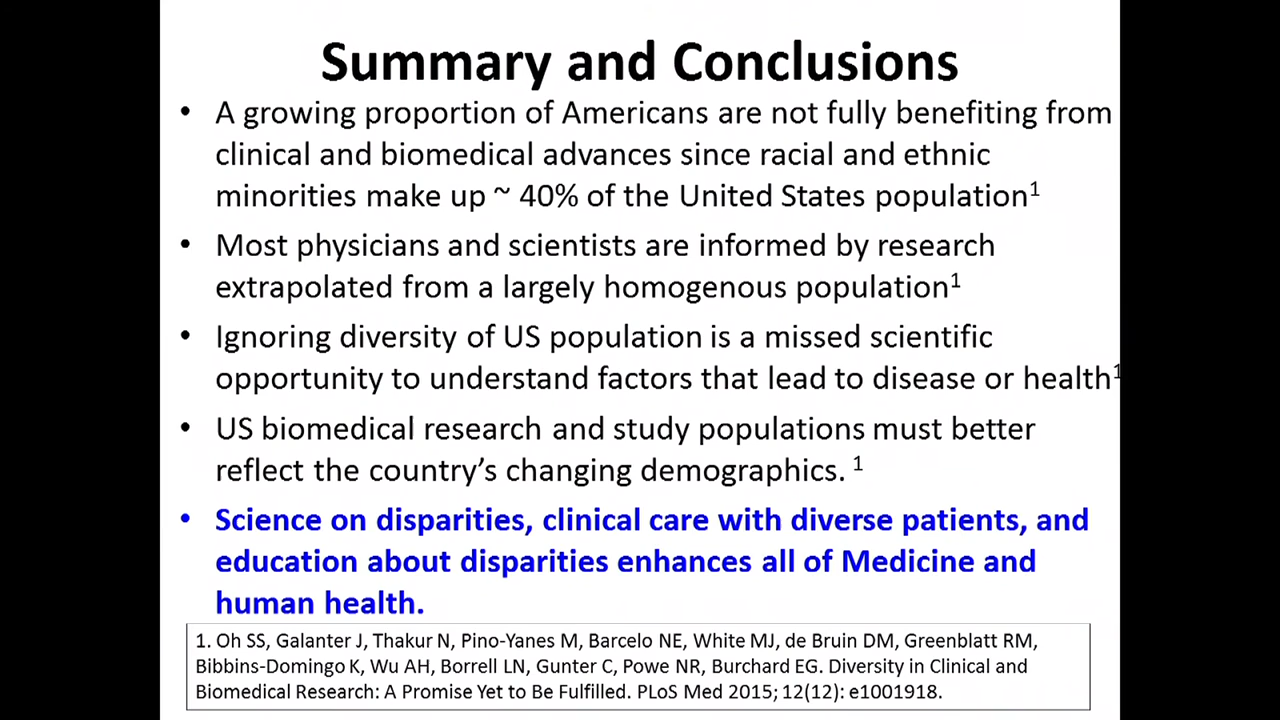 Summary and Conclusions
• A growing proportion of Americans are not fully benefiting from
clinical and biomedical advances since racial and ethnic
minorities make up ~ 40% of the United States population¹
• Most physicians and scientists are informed by research
extrapolated from a largely homogenous population¹
• Ignoring diversity of US population is a missed scientific
opportunity to understand factors that lead to disease or health¹
• US biomedical research and study populations must better
reflect the country’s changing demographics. ¹
• Science on disparities, clinical care with diverse patients, and
education about disparities enhances all of Medicine and
human health.
1. Oh SS, Galanter J, Thakur N, Pino-Yanes M, Barcelo NE, White MJ, de Bruin DM, Greenblatt RM,
Bibbins-Domingo K, Wu AH, Borrell LN, Gunter C, Powe NR, Burchard EG. Diversity in Clinical and
Biomedical Research: A Promise Yet to Be Fulfilled. PLoS Med 2015; 12(12): e1001918.